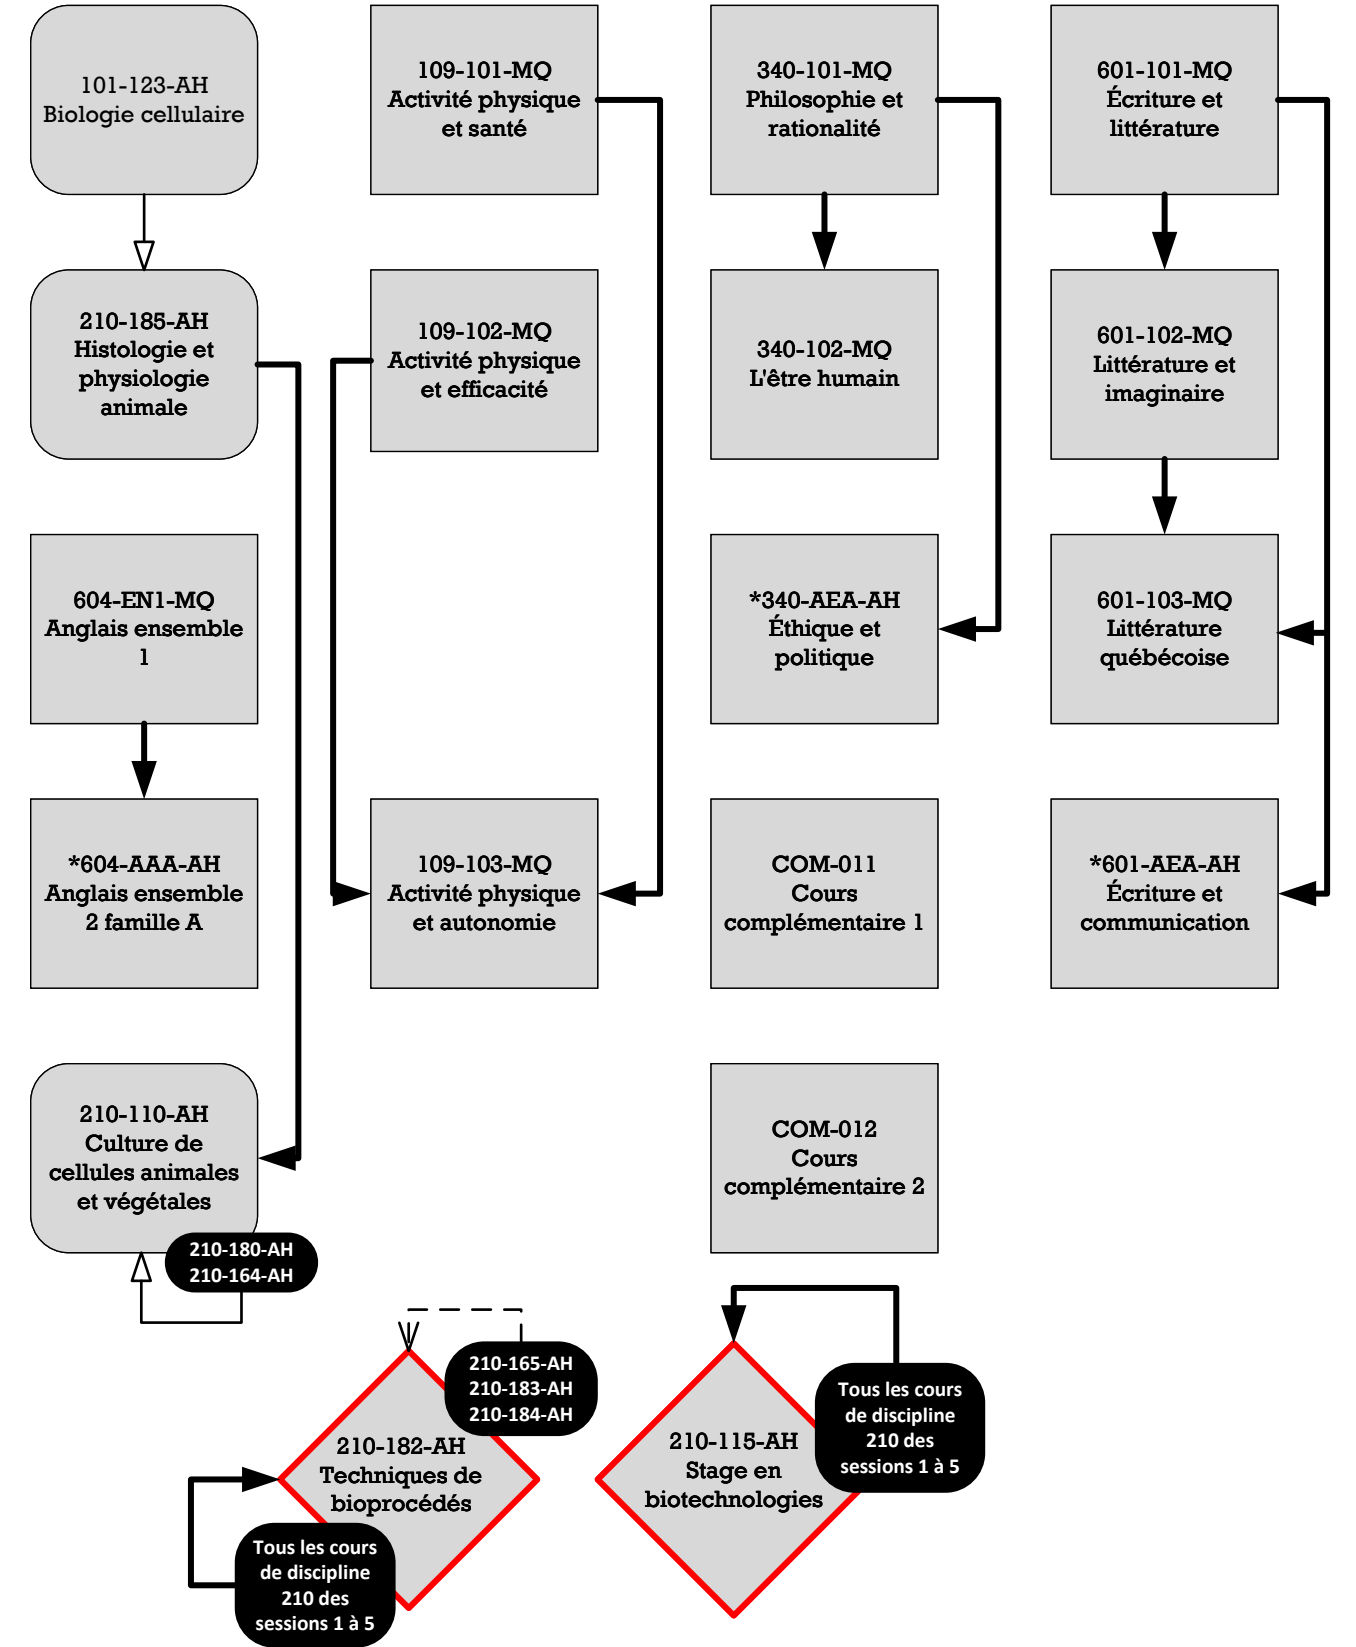 101-123-AH
Biologie cellulaire
109-101-MQ
Activité physique
et santé
340-101-MQ
Philosophie et
rationalité
601-101-MQ
Écriture et
littérature
210-185-AH
Histologie et
physiologie
animale
109-102-MQ
Activité physique
et efficacité
340-102-MQ
L'être humain
601-102-MQ
Littérature et
imaginaire
604-EN1-MQ
Anglais ensemble
1
*340-AEA-AH
Éthique et
politique
601-103-MQ
Littérature
québécoise
*604-AAA-AH
Anglais ensemble
2 famille A
109-103-MQ
Activité physique
et autonomie
COM-011
Cours
complémentaire 1
*601-AEA-AH
Écriture et
communication
210-110-AH
Culture de
cellules animales
et végétales
210-180-AH
210-164-AH
COM-012
Cours
complémentaire 2
210-165-AH
210-183-AH
210-184-AH
210-182-AH
Techniques de
bioprocédés
Tous les cours
de discipline
210 des
sessions 1 à 5
210-115-AH
Stage en
biotechnologies
Tous les cours
de discipline
210 des
sessions 1 à 5